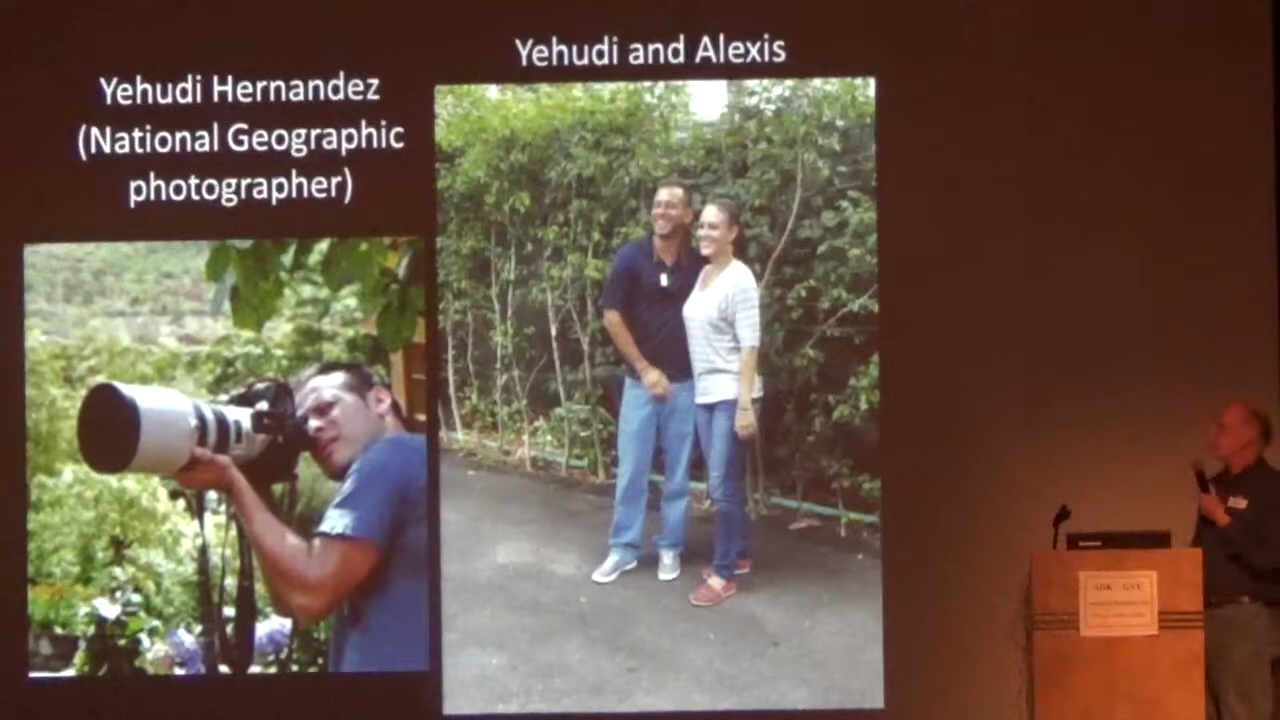 Yehudi Hernandez
(National Geographic
photographer)
Yehudi and Alexis